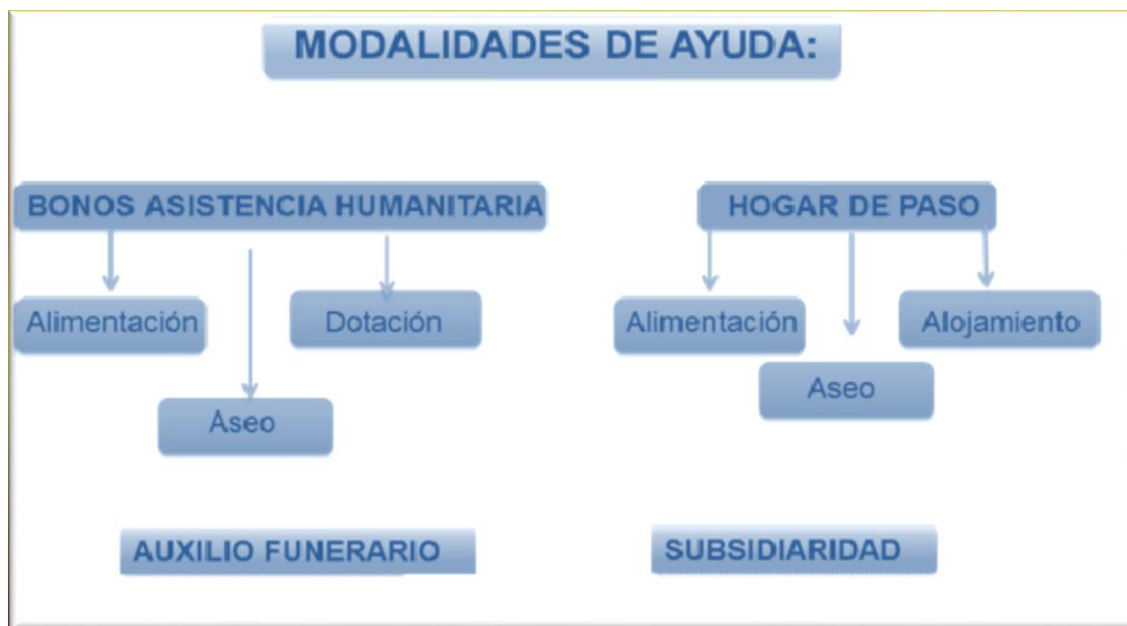 MODALIDADES DE AYUDA:
BONOS ASISTENCIA HUMANITARIA
HOGAR DE PASO
Alimentación
Dotación
Aseo
Alimentación
Alojamiento
Aseo
AUXILIO FUNERARIO
SUBSIDIARIDAD